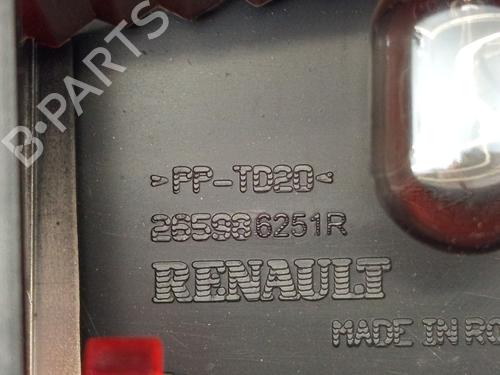 B-PARTS
>PP-TD20<
265986251R
RENAULT
MADE IN RO